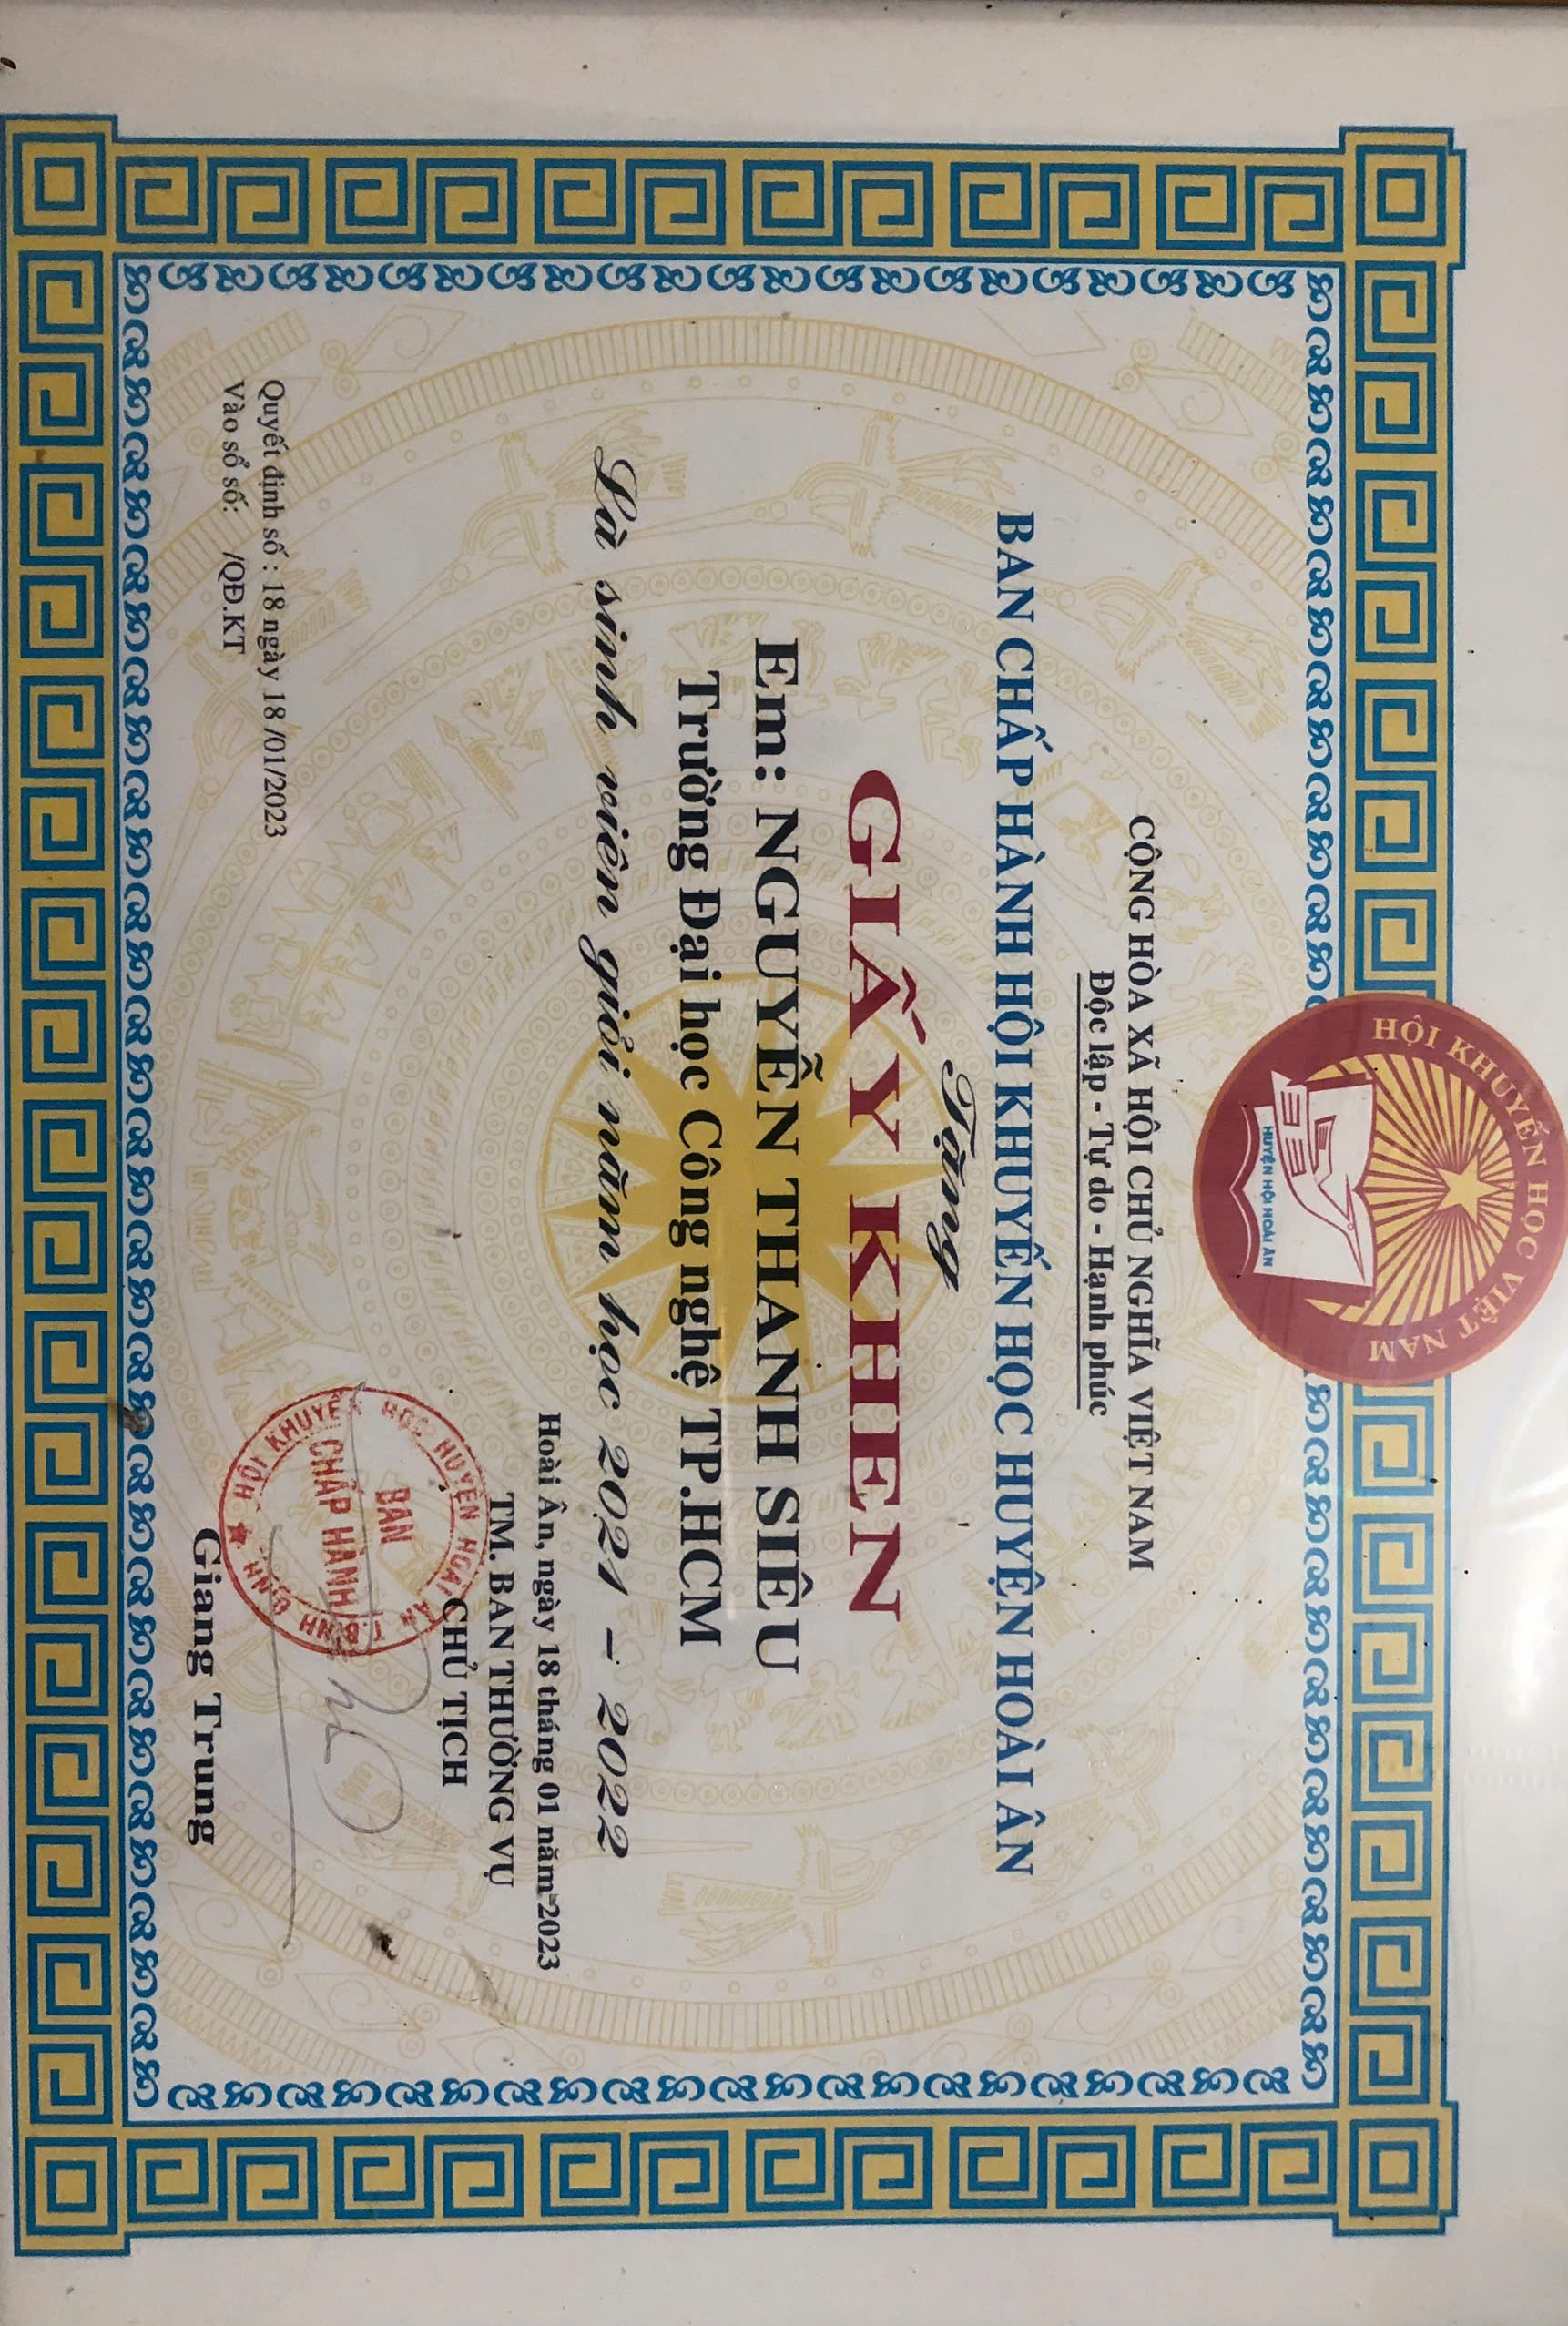 HỘI KHUYẾN HỌC VIỆT NAM
HUYỆN HỘI HOÀI ÂN
CỘNG HÒA XÃ HỘI CHỦ NGHĨA VIỆT NAM
Độc lập - Tự do - Hạnh phúc
BAN CHẤP HÀNH HỘI KHUYẾN HỌC HUYỆN HOÀI ÂN
Tặng
GIẤY KHEN
Em: NGUYỄN THANH SIÊU
Trường Đại học Công nghệ TP.HCM
Là sinh viên giỏi năm học 2021 - 2022
Hoài Ân, ngày 18 tháng 01 năm 2023
TM. BAN THƯỜNG VỤ
CHỦ TỊCH
HỘI KHUYẾN HỌC HUYỆN HOÀI ÂN T.BÌNH ĐỊNH
BAN
CHẤP HÀNH
Quyết định số : 18 ngày 18 /01/2023
Vào sổ số: /QĐ.KT
Giang Trung